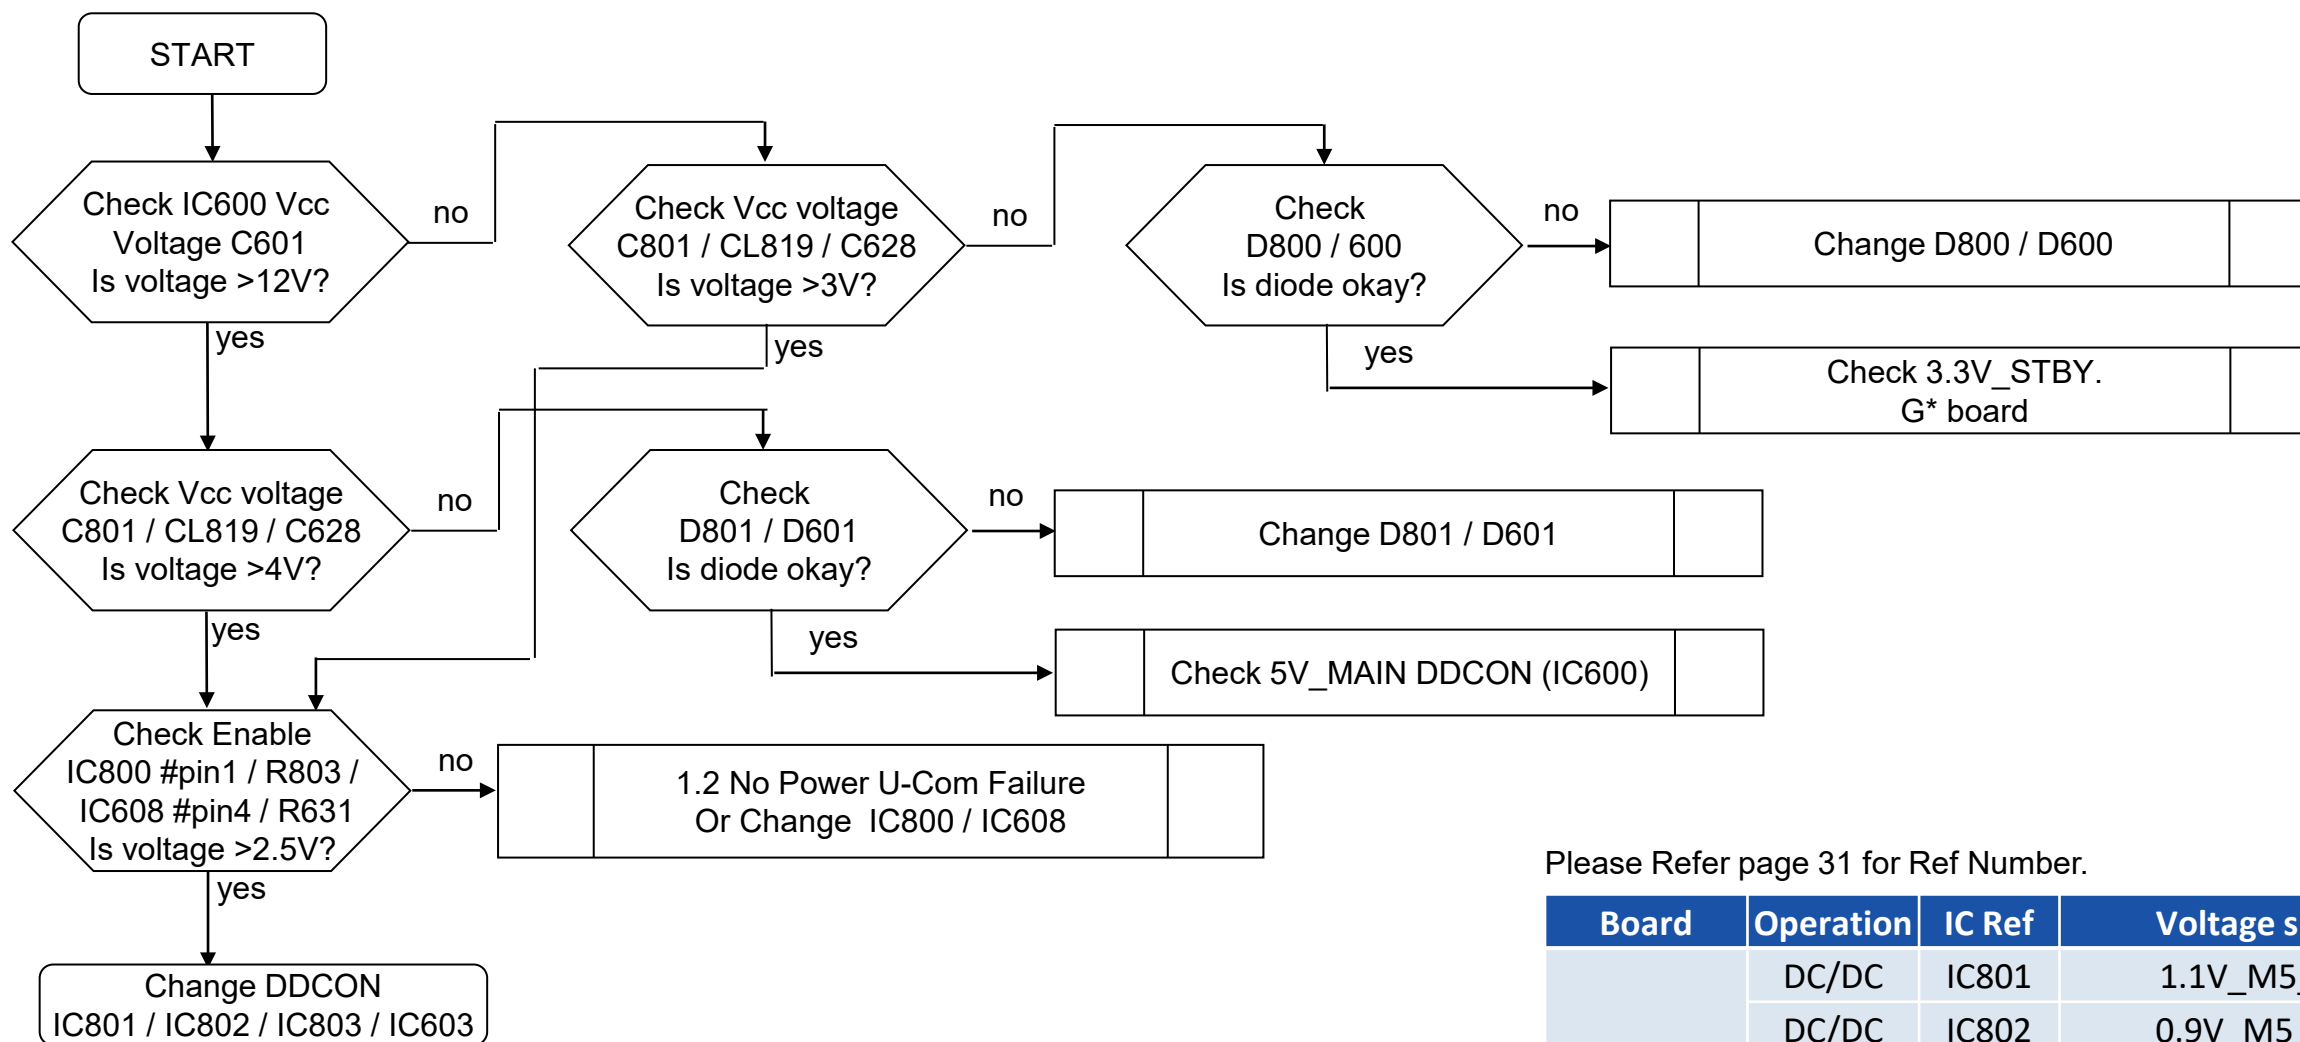 START
Check IC600 Vcc
Voltage C601
Is voltage >12V?
no
Check Vcc voltage
C801 / CL819 / C628
Is voltage >3V?
no
Check
D800 / 600
Is diode okay?
no
Change D800 / D600
yes
yes
yes
Check 3.3V_STBY.
G* board
Check Vcc voltage
C801 / CL819 / C628
Is voltage >4V?
no
Check
D801 / D601
Is diode okay?
no
Change D801 / D601
yes
yes
Check 5V_MAIN DDCON (IC600)
Check Enable
IC800 #pin1 / R803 /
IC608 #pin4 / R631
Is voltage >2.5V?
no
1.2 No Power U-Com Failure
Or Change IC800 / IC608
yes
Change DDCON
IC801 / IC802 / IC803 / IC603
Please Refer page 31 for Ref Number.
Board Operation IC Ref Voltage s
DC/DC IC801 1.1V_M5_
DC/DC IC802 0.9V_M5